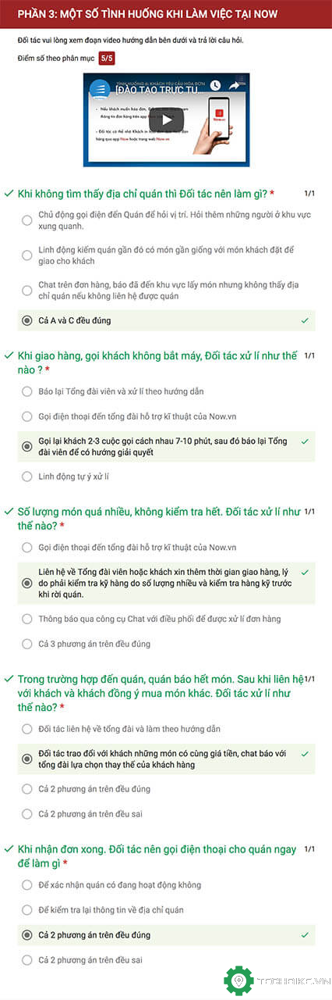 PHẦN 3: MỘT SỐ TÌNH HUỐNG KHI LÀM VIỆC TẠI NOW
Đối tác vui lòng xem đoạn video hướng dẫn bên dưới và trả lời câu hỏi.
Điểm số theo phân mục 5/5
TÌNH HUỐNG 6: KHÁCH YÊU CẦU HÓA ĐƠN
[ĐÀO TẠO TRỰC TU...
Khi không tìm thấy địa chỉ quán thì Đối tác nên làm gì? * 1/1
Chủ động gọi điện đến Quán để hỏi vị trí. Hỏi thêm những người ở khu vực
xung quanh.
Linh động kiếm quán gần đó có món gần giống với món khách đặt để
giao cho khách
Chat trên đơn hàng, báo đã đến khu vực lấy món nhưng không thấy địa
chỉ quán nếu không liên hệ được quán
Cả A và C đều đúng
Khi giao hàng, gọi khách không bắt máy, Đối tác xử lí như thế 1/1
nào ? *
Báo lại Tổng đài viên và xử lí theo hướng dẫn
Gọi điện thoại đến tổng đài hỗ trợ kĩ thuật của Now.vn
Gọi lại khách 2-3 cuộc gọi cách nhau 7-10 phút, sau đó báo lại Tổng
đài viên để có hướng giải quyết
Linh động tự ý xử lí
Số lượng món quá nhiều, không kiểm tra hết. Đối tác xử lí như 1/1
thế nào? *
Gọi điện thoại đến tổng đài hỗ trợ kĩ thuật của Now.vn
Liên hệ về Tổng đài viên hoặc khách xin thêm thời gian giao hàng, lý
do phải kiểm tra kỹ hàng do số lượng nhiều và kiểm tra hàng kỹ trước
khi rời quán.
Thông báo qua công cụ Chat với điều phối để được xử lí đơn hàng
Cả 3 phương án trên đều đúng
Trong trường hợp đến quán, quán báo hết món. Sau khi liên hệ 1/1
với khách và khách đồng ý mua món khác. Đối tác xử lí như
thế nào? *
Đối tác liên hệ về tổng đài và làm theo hướng dẫn
Đối tác trao đổi với khách những món có cùng giá tiền, chat báo với
tổng đài lựa chọn thay thế của khách hàng
Cả 2 phương án trên đều đúng
Cả 2 phương án trên đều sai
Khi nhận đơn xong. Đối tác nên gọi điện thoại cho quán ngay 1/1
để làm gì *
Để xác nhận quán có đang hoạt động không
Để kiểm tra lại thông tin về địa chỉ quán
Cả 2 phương án trên đều đúng
Cả 2 phương án trên đều sai
TECHBIKE.VN